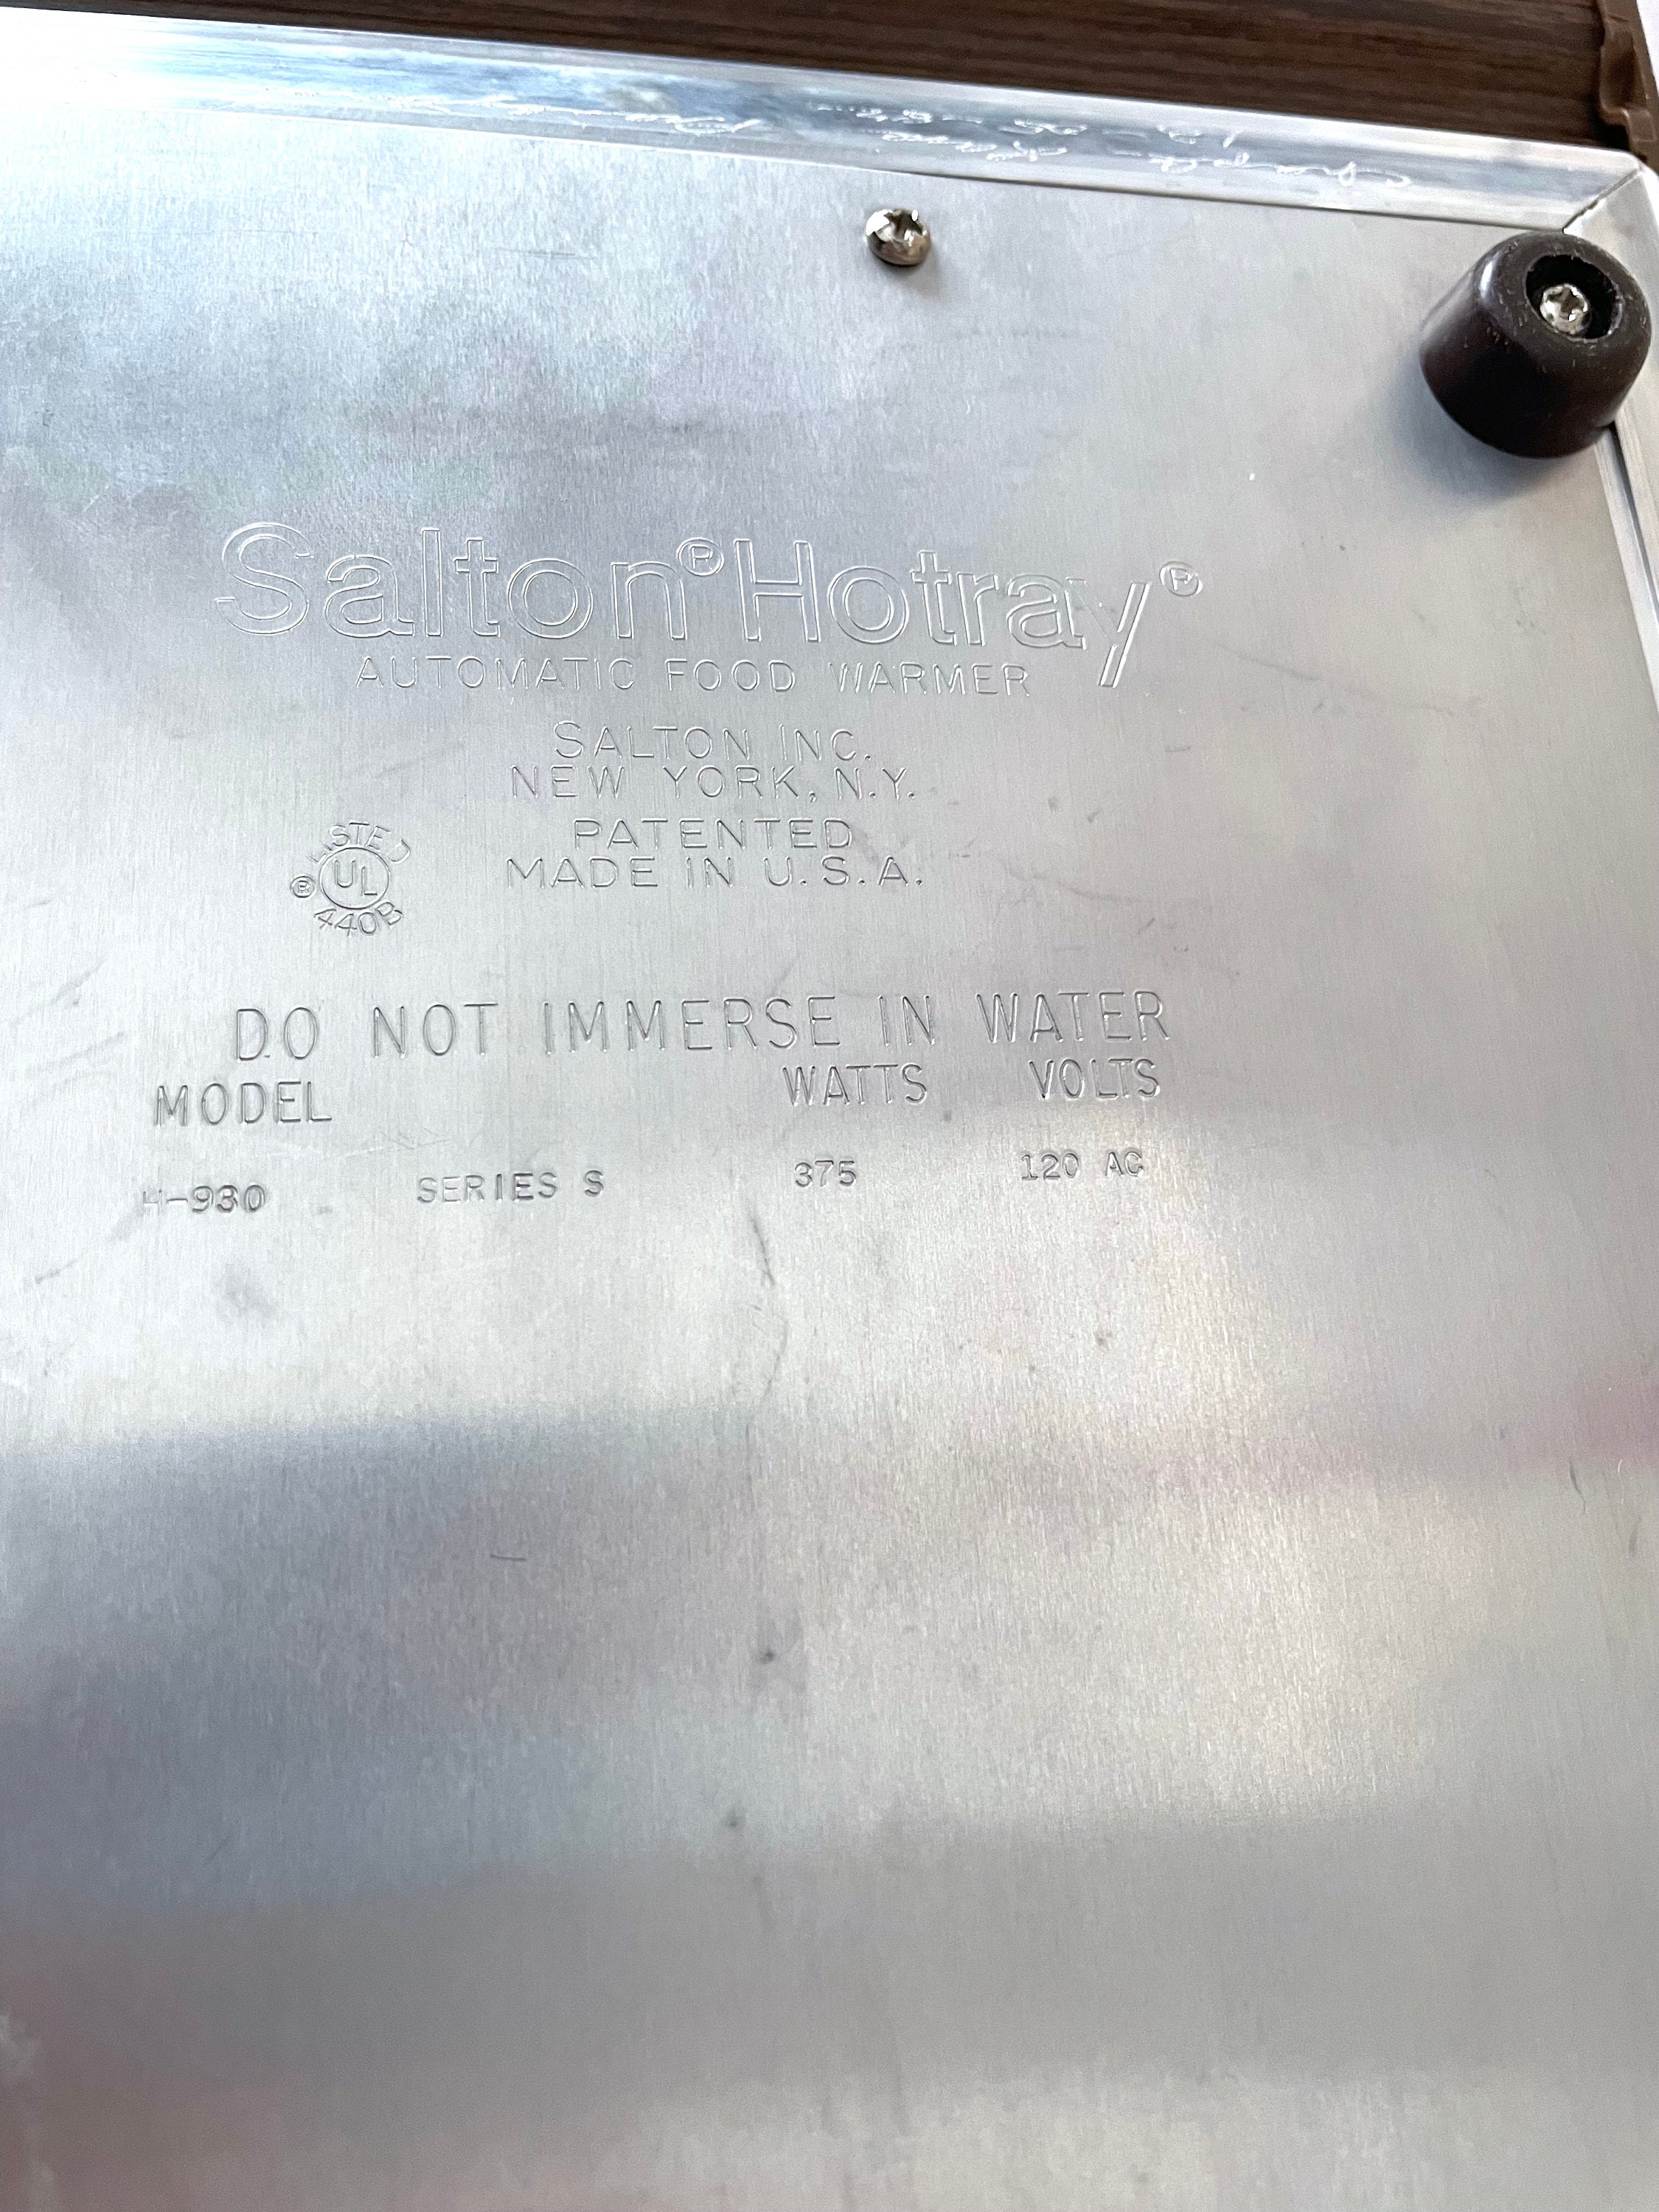 Salton® Hotray®
AUTOMATIC FOOD WARMER
SALTON INC.
NEW YORK, N.Y.
PATENTED
MADE IN U.S.A.
LISTED
® UL
440B
DO NOT IMMERSE IN WATER
MODEL WATTS VOLTS
H-930 SERIES S 375 120 AC